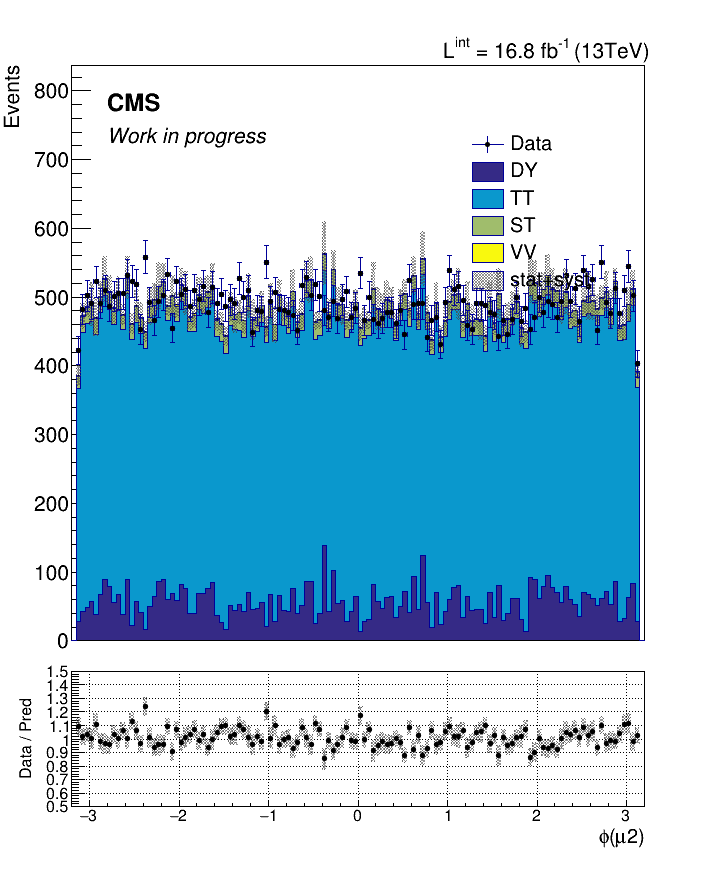 L^int = 16.8 fb^-1 (13TeV)
Events
CMS
Work in progress
Data
DY
TT
ST
VV
stat+syst
800
700
600
500
400
300
200
100
0
Data / Pred
1.5
1.4
1.3
1.2
1.1
1
0.9
0.8
0.7
0.6
0.5
−3 −2 −1 0 1 2 3
ϕ(μ2)